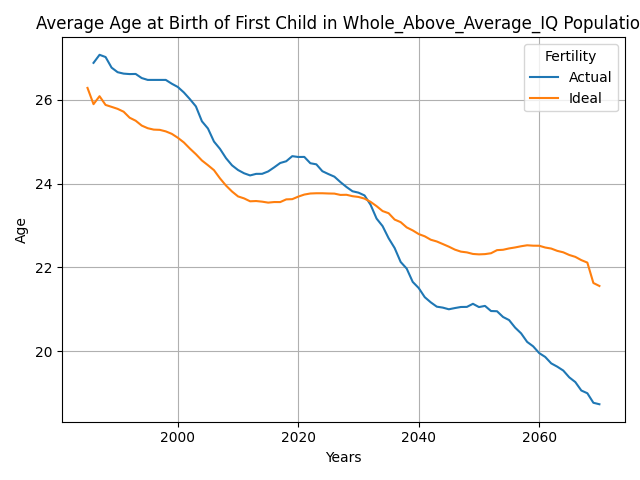 Average Age at Birth of First Child in Whole_Above_Average_IQ Populatio
Fertility
Actual
Ideal
26
24
22
20
Age
2000
2020
2040
2060
Years